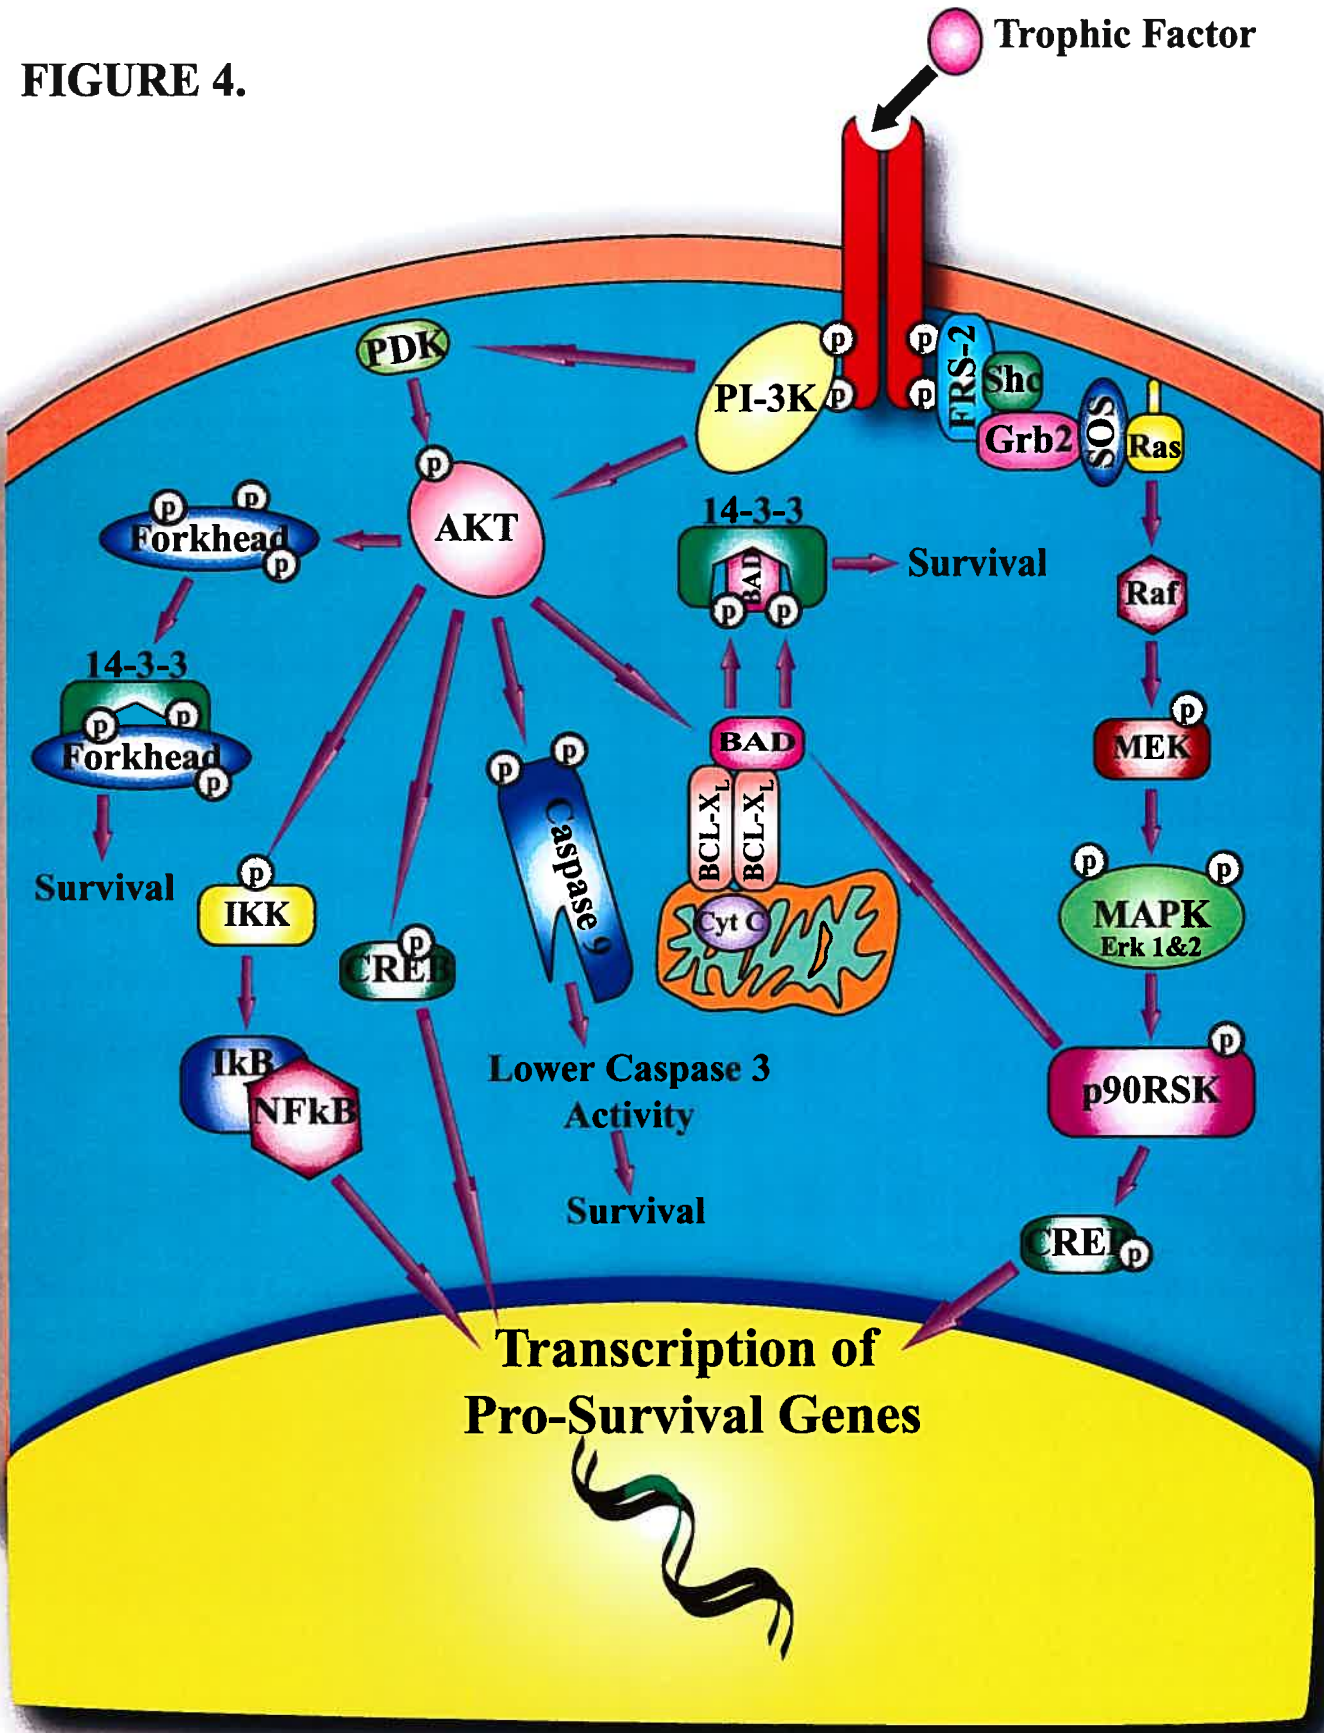 FIGURE 4.
Trophic Factor
PDK
PI-3K
p
p
p
p
FRS-2
Shc
Grb2
SOS
Ras
p
AKT
p
p
Forkhead
p
14-3-3
BAD
p
p
Survival
Raf
14-3-3
p
p
Forkhead
p
Survival
p
MEK
BAD
BCL-XL
BCL-XL
Cyt C
p
p
Caspase 9
p
IKK
p
CREB
p
p
MAPK
Erk 1&2
IkB
NFkB
Lower Caspase 3
Activity
Survival
p
p90RSK
CREB
p
Transcription of
Pro-Survival Genes